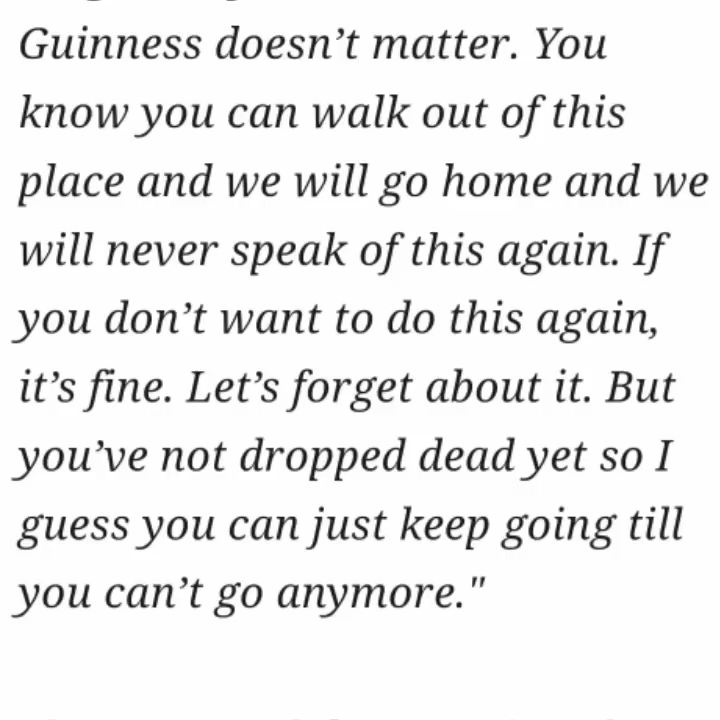 Guinness doesn’t matter. You
know you can walk out of this
place and we will go home and we
will never speak of this again. If
you don’t want to do this again,
it’s fine. Let’s forget about it. But
you’ve not dropped dead yet so I
guess you can just keep going till
you can’t go anymore."